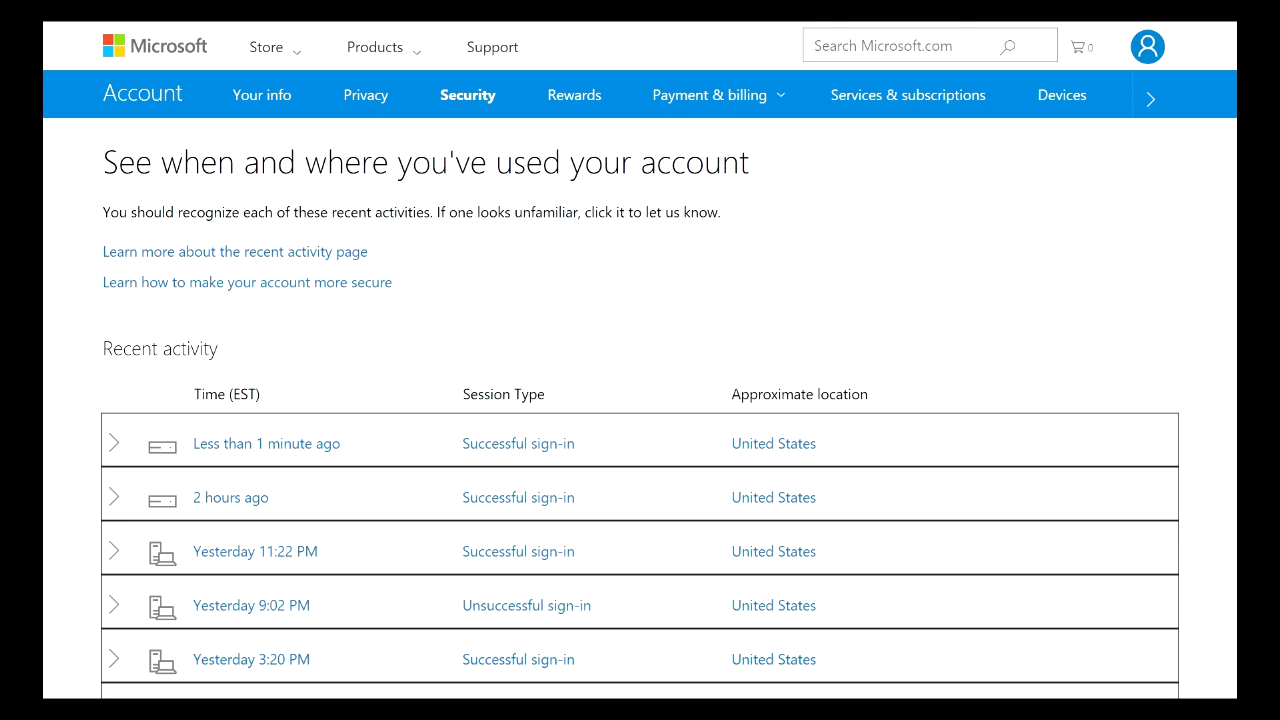 Microsoft Store Products Support Search Microsoft.com 0
Account Your info Privacy Security Rewards Payment & billing Services & subscriptions Devices
See when and where you've used your account
You should recognize each of these recent activities. If one looks unfamiliar, click it to let us know.
Learn more about the recent activity page
Learn how to make your account more secure
Recent activity
Time (EST) Session Type Approximate location
Less than 1 minute ago Successful sign-in United States
2 hours ago Successful sign-in United States
Yesterday 11:22 PM Successful sign-in United States
Yesterday 9:02 PM Unsuccessful sign-in United States
Yesterday 3:20 PM Successful sign-in United States